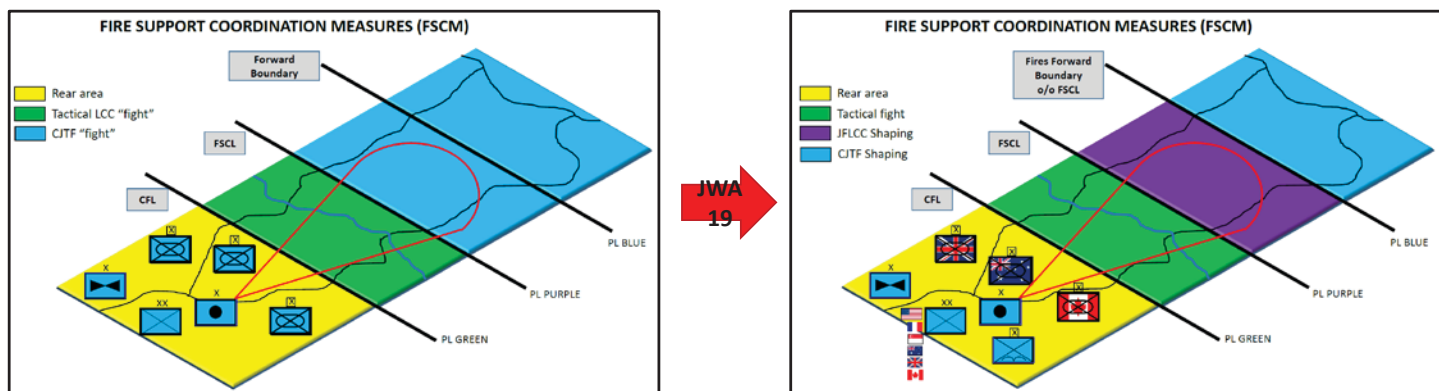 FIRE SUPPORT COORDINATION MEASURES (FSCM)
Forward
Boundary
Rear area
Tactical LCC “fight”
CJTF “fight”
FSCL
CFL
X
X
X
XX
X
X
PL BLUE
PL PURPLE
PL GREEN
JWA
19
FIRE SUPPORT COORDINATION MEASURES (FSCM)
Fires Forward
Boundary
o/o FSCL
Rear area
Tactical fight
JFLCC Shaping
CJTF Shaping
FSCL
CFL
X
X
X
XX
X
X
X
PL BLUE
PL PURPLE
PL GREEN